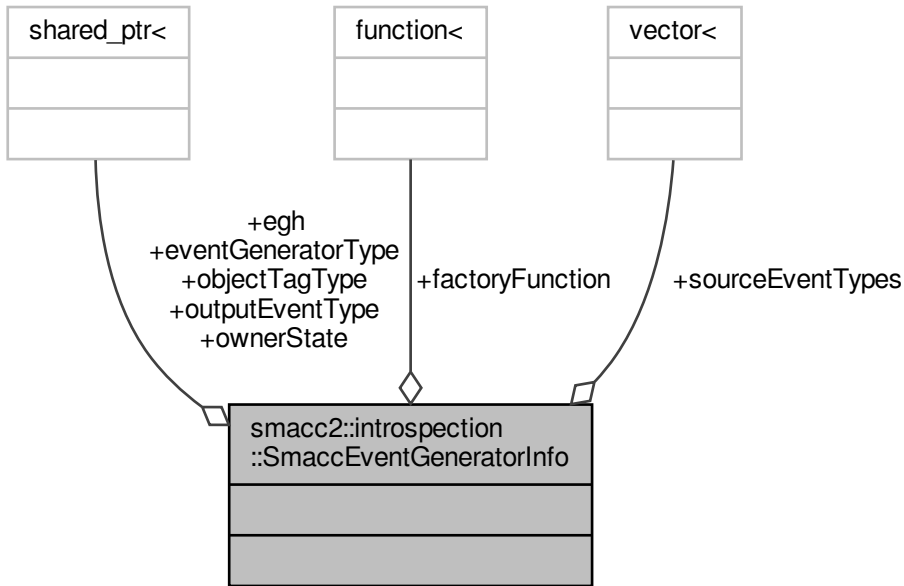 shared_ptr<
function<
vector<
+egh
+eventGeneratorType
+objectTagType
+outputEventType
+ownerState
+factoryFunction
+sourceEventTypes
smacc2::introspection
::SmaccEventGeneratorInfo